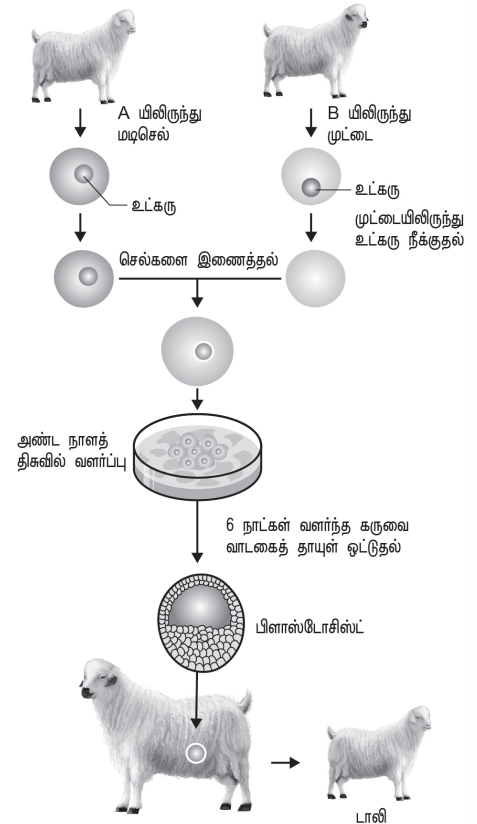 A யிலிருந்து
மடிசெல்
B யிலிருந்து
முட்டை
உட்கரு
உட்கரு
முட்டையிலிருந்து
உட்கரு நீக்குதல்
செல்களை இணைத்தல்
அண்ட நாளத்
திசுவில் வளர்ப்பு
6 நாட்கள் வளர்ந்த கருவை
வாடகைத் தாயுள் ஒட்டுதல்
பிளாஸ்டோசிஸ்ட்
டாலி